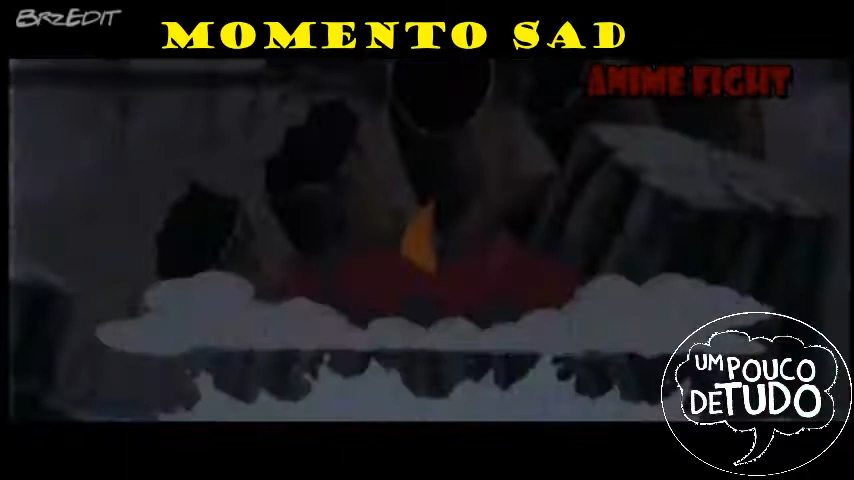 BRZEDIT
MOMENTO SAD
ANIME FIGHT
UM POUCO
DE TUDO